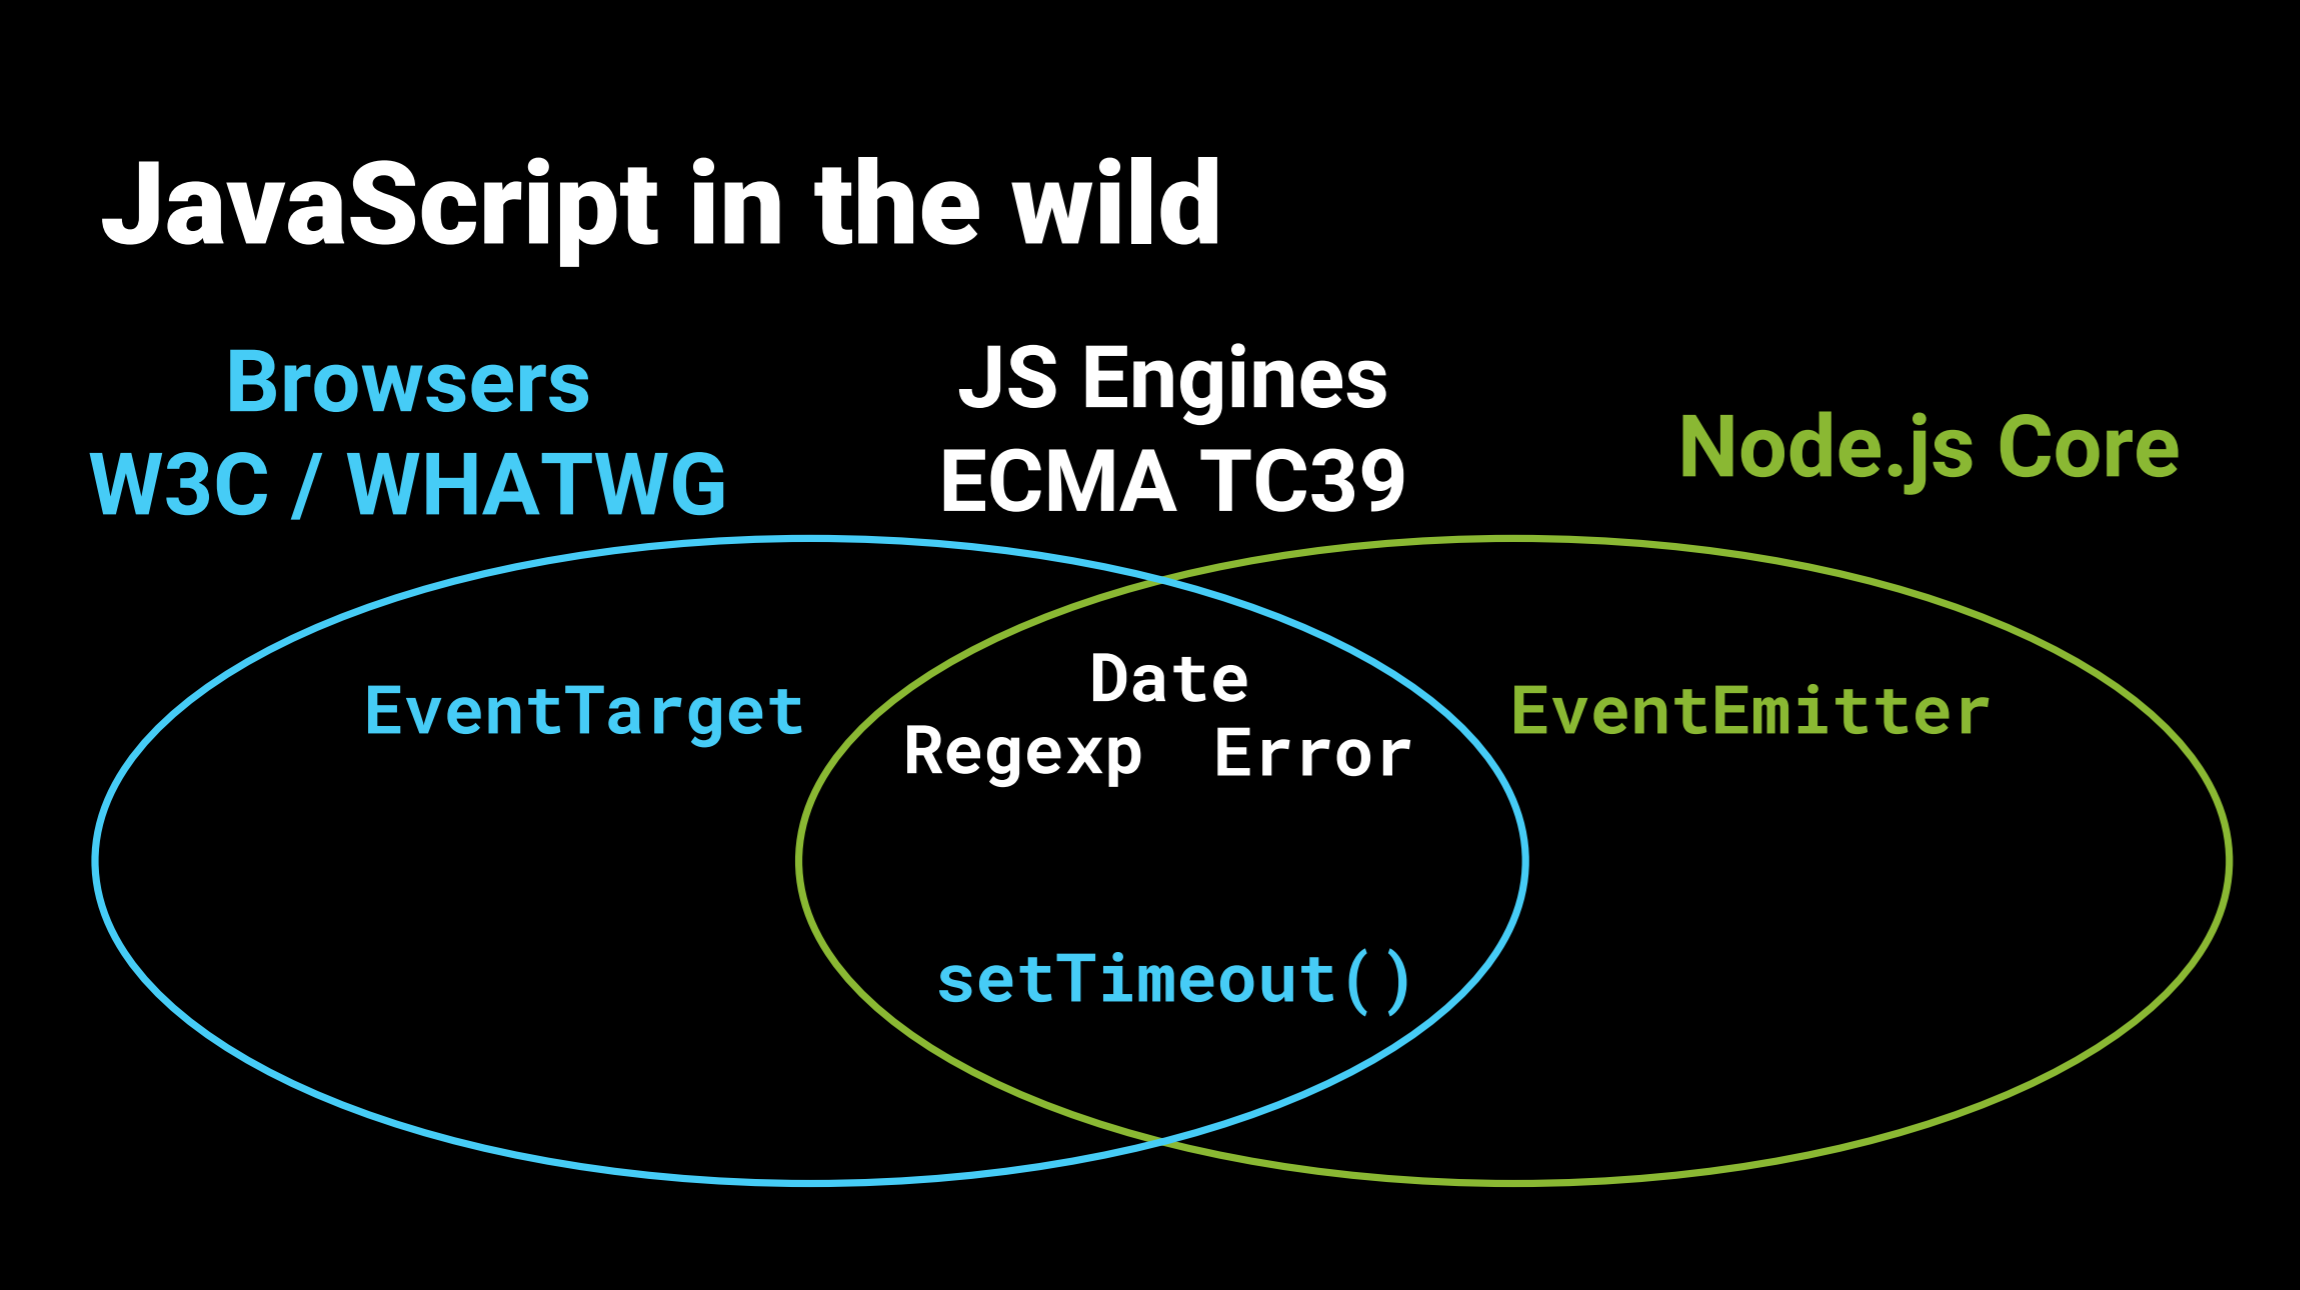 JavaScript in the wild
Browsers
W3C / WHATWG
JS Engines
ECMA TC39
Node.js Core
EventTarget
Date
Regexp Error
EventEmitter
setTimeout()